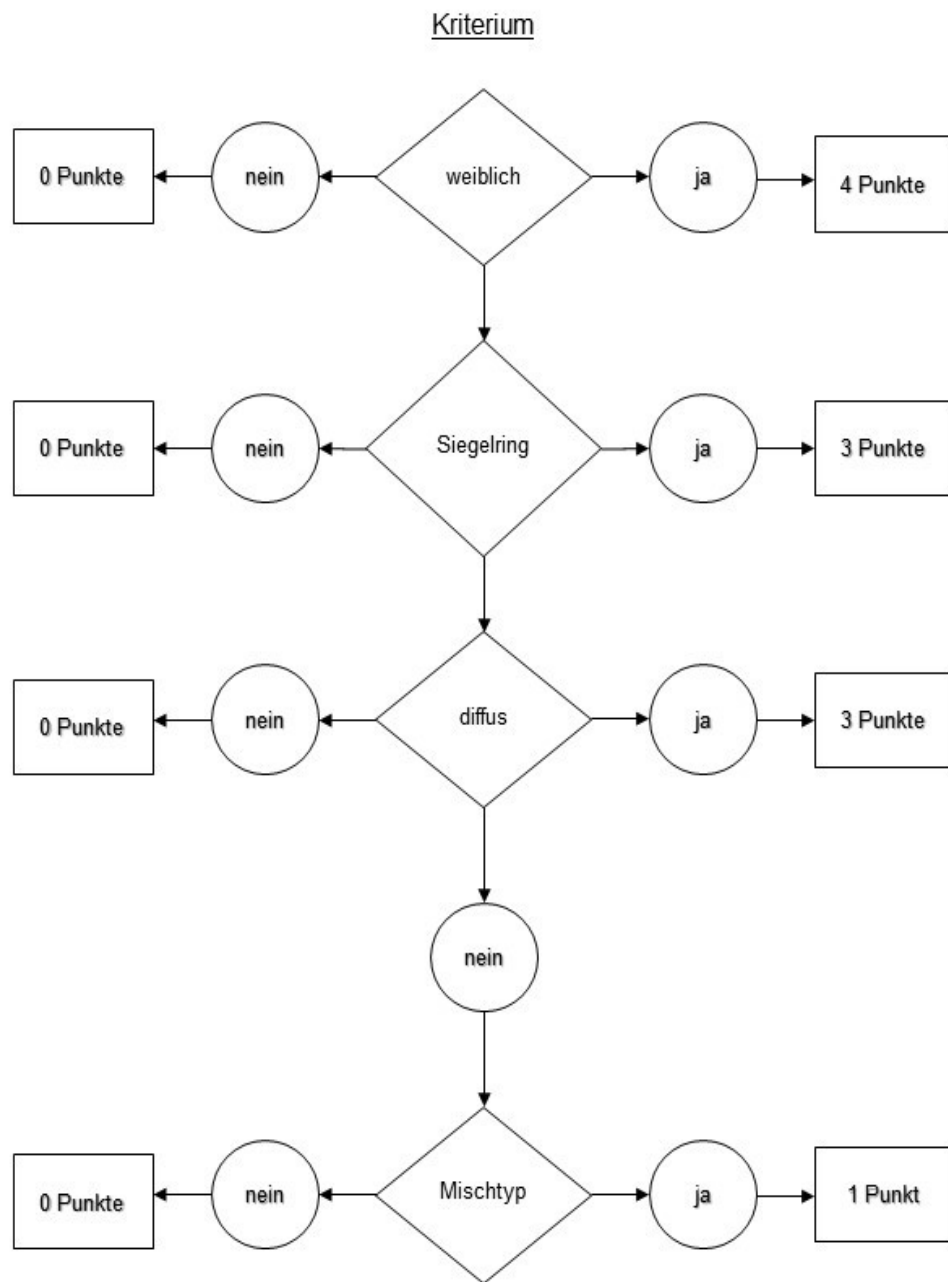 Kriterium
0 Punkte nein weiblich ja 4 Punkte
0 Punkte nein Siegelring ja 3 Punkte
0 Punkte nein diffus ja 3 Punkte
nein
0 Punkte nein Mischtyp ja 1 Punkt